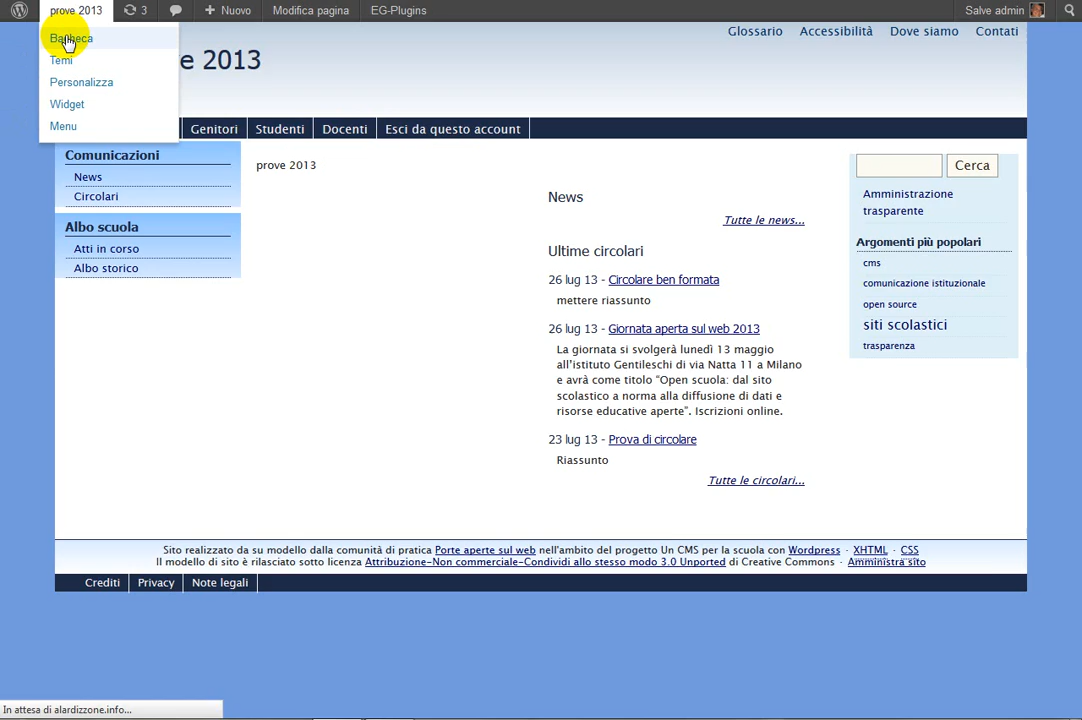 prove 2013
3
Nuovo
Modifica pagina
EG-Plugins
Salve admin
Bacheca
Temi
Personalizza
Widget
Menu
Glossario
Accessibilità
Dove siamo
Contati
e 2013
Genitori
Studenti
Docenti
Esci da questo account
Comunicazioni
News
Circolari
Albo scuola
Atti in corso
Albo storico
prove 2013
News
Tutte le news...
Ultime circolari
26 lug 13 - Circolare ben formata
mettere riassunto
26 lug 13 - Giornata aperta sul web 2013
La giornata si svolgerà lunedì 13 maggio
all’istituto Gentileschi di via Natta 11 a Milano
e avrà come titolo “Open scuola: dal sito
scolastico a norma alla diffusione di dati e
risorse educative aperte”. Iscrizioni online.
23 lug 13 - Prova di circolare
Riassunto
Tutte le circolari...
Cerca
Amministrazione
trasparente
Argomenti più popolari
cms
comunicazione istituzionale
open source
siti scolastici
trasparenza
Sito realizzato da su modello dalla comunità di pratica Porte aperte sul web nell'ambito del progetto Un CMS per la scuola con Wordpress · XHTML · CSS
Il modello di sito è rilasciato sotto licenza Attribuzione-Non commerciale-Condividi allo stesso modo 3.0 Unported di Creative Commons · Amministra sito
Crediti
Privacy
Note legali
In attesa di alardizzone.info...